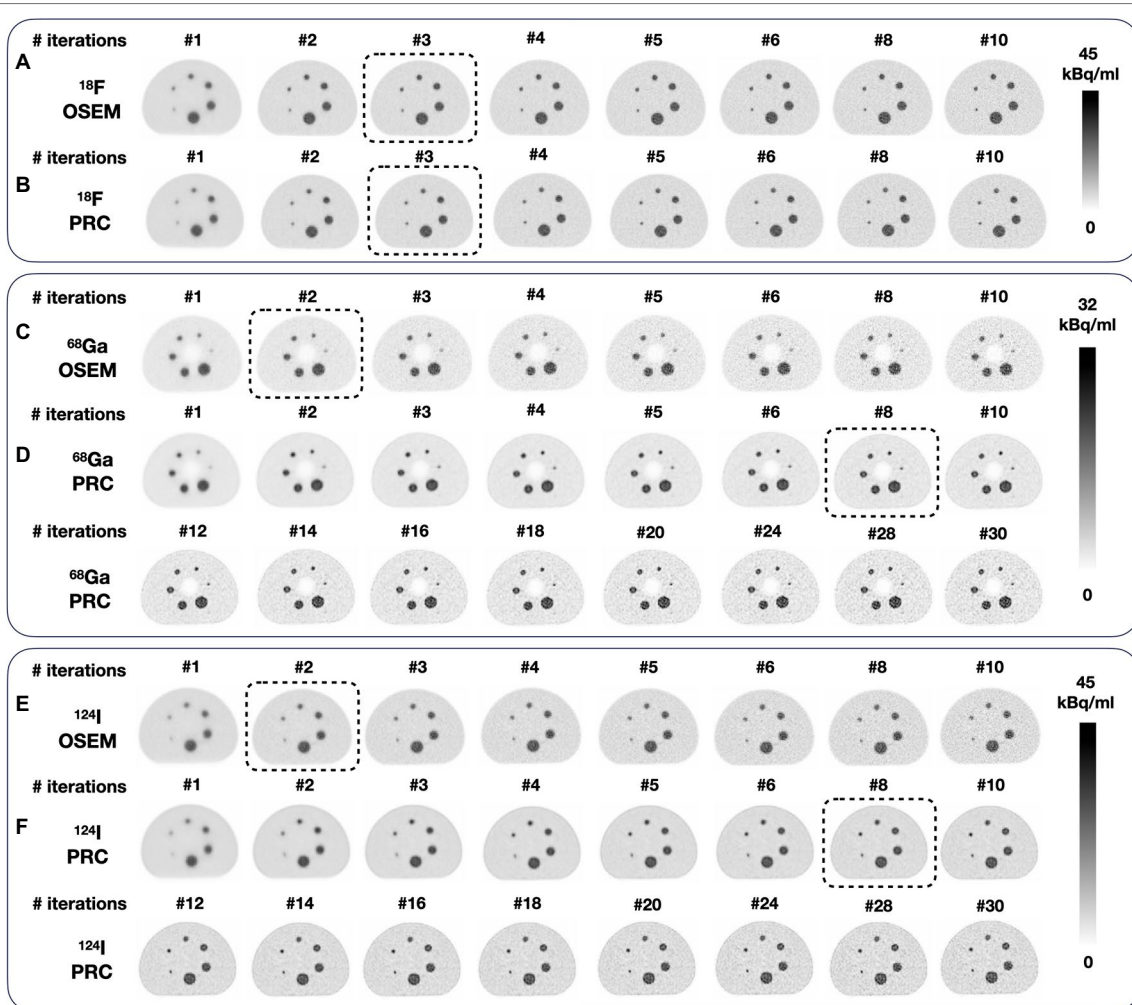 # iterations #1 #2 #3 #4 #5 #6 #8 #10
45
kBq/ml
A
18F
OSEM
# iterations #1 #2 #3 #4 #5 #6 #8 #10
B
18F
PRC
0
# iterations #1 #2 #3 #4 #5 #6 #8 #10
32
kBq/ml
C
68Ga
OSEM
# iterations #1 #2 #3 #4 #5 #6 #8 #10
D
68Ga
PRC
# iterations #12 #14 #16 #18 #20 #24 #28 #30
68Ga
PRC
0
# iterations #1 #2 #3 #4 #5 #6 #8 #10
45
kBq/ml
E
124I
OSEM
# iterations #1 #2 #3 #4 #5 #6 #8 #10
F
124I
PRC
# iterations #12 #14 #16 #18 #20 #24 #28 #30
124I
PRC
0